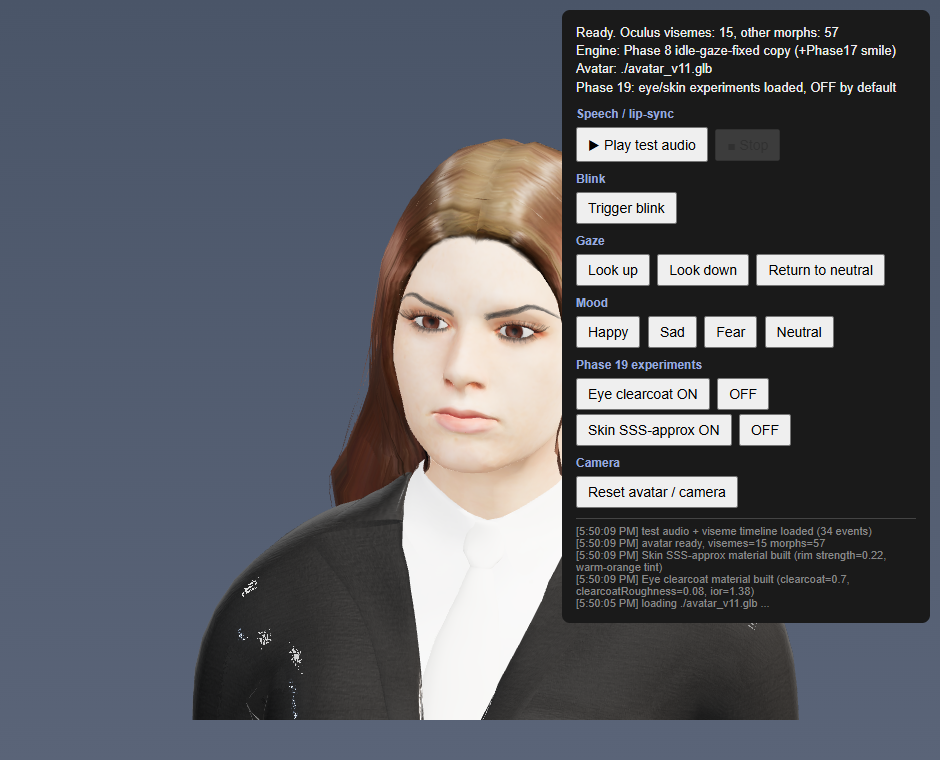 Ready. Oculus visemes: 15, other morphs: 57
Engine: Phase 8 idle-gaze-fixed copy (+Phase17 smile)
Avatar: ./avatar_v11.glb
Phase 19: eye/skin experiments loaded, OFF by default
Speech / lip-sync
▶ Play test audio ■ Stop
Blink
Trigger blink
Gaze
Look up Look down Return to neutral
Mood
Happy Sad Fear Neutral
Phase 19 experiments
Eye clearcoat ON OFF
Skin SSS-approx ON OFF
Camera
Reset avatar / camera
[5:50:09 PM] test audio + viseme timeline loaded (34 events)
[5:50:09 PM] avatar ready, visemes=15 morphs=57
[5:50:09 PM] Skin SSS-approx material built (rim strength=0.22,
warm-orange tint)
[5:50:09 PM] Eye clearcoat material built (clearcoat=0.7,
clearcoatRoughness=0.08, ior=1.38)
[5:50:05 PM] loading ./avatar_v11.glb ...